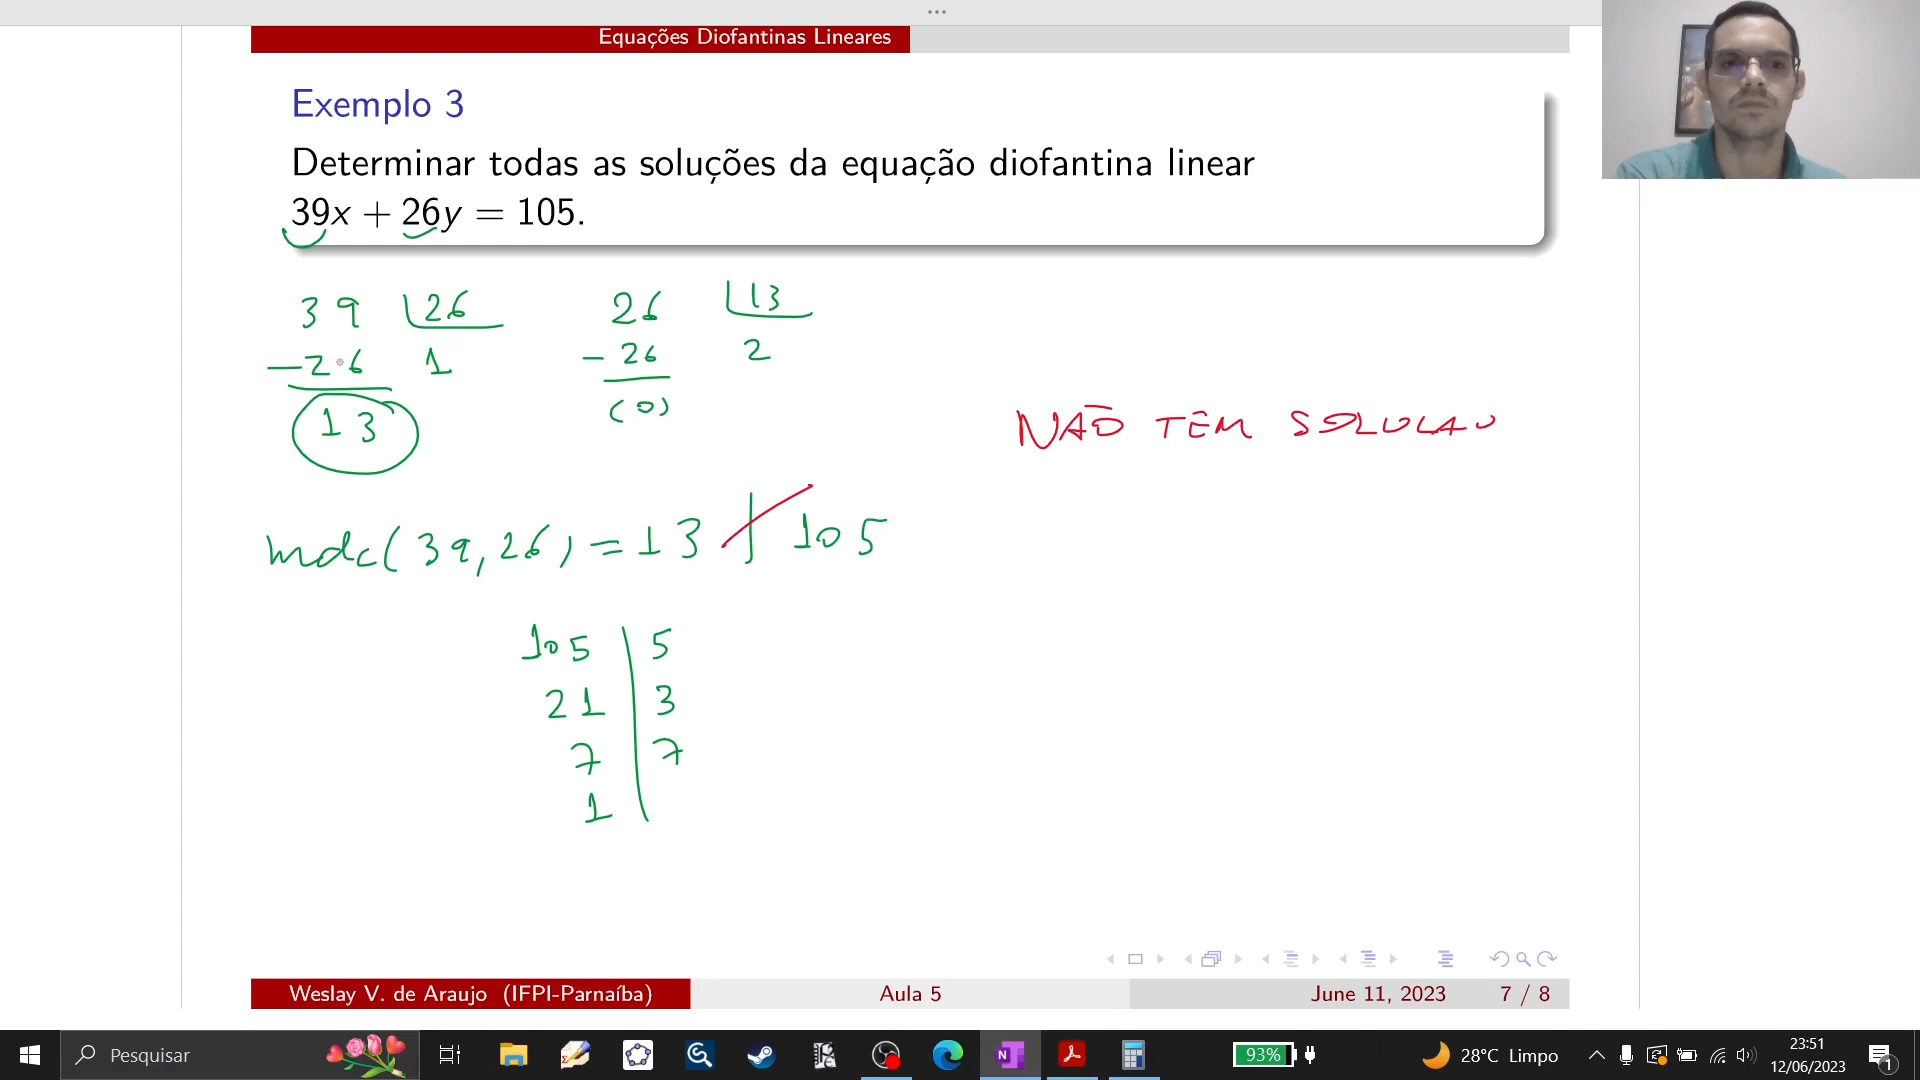 Equações Diofantinas Lineares
Exemplo 3
Determinar todas as soluções da equação diofantina linear
39x + 26y = 105.
39 26
-26 1
13
26 13
-26 2
(0)
NÃO TEM SOLUCAO
mdc(39,26)=13 ∤ 105
105 | 5
21 | 3
7 | 7
1
Weslay V. de Araujo (IFPI-Parnaíba) Aula 5 June 11, 2023 7 / 8
Pesquisar
93%
28°C Limpo
23:51
12/06/2023
1